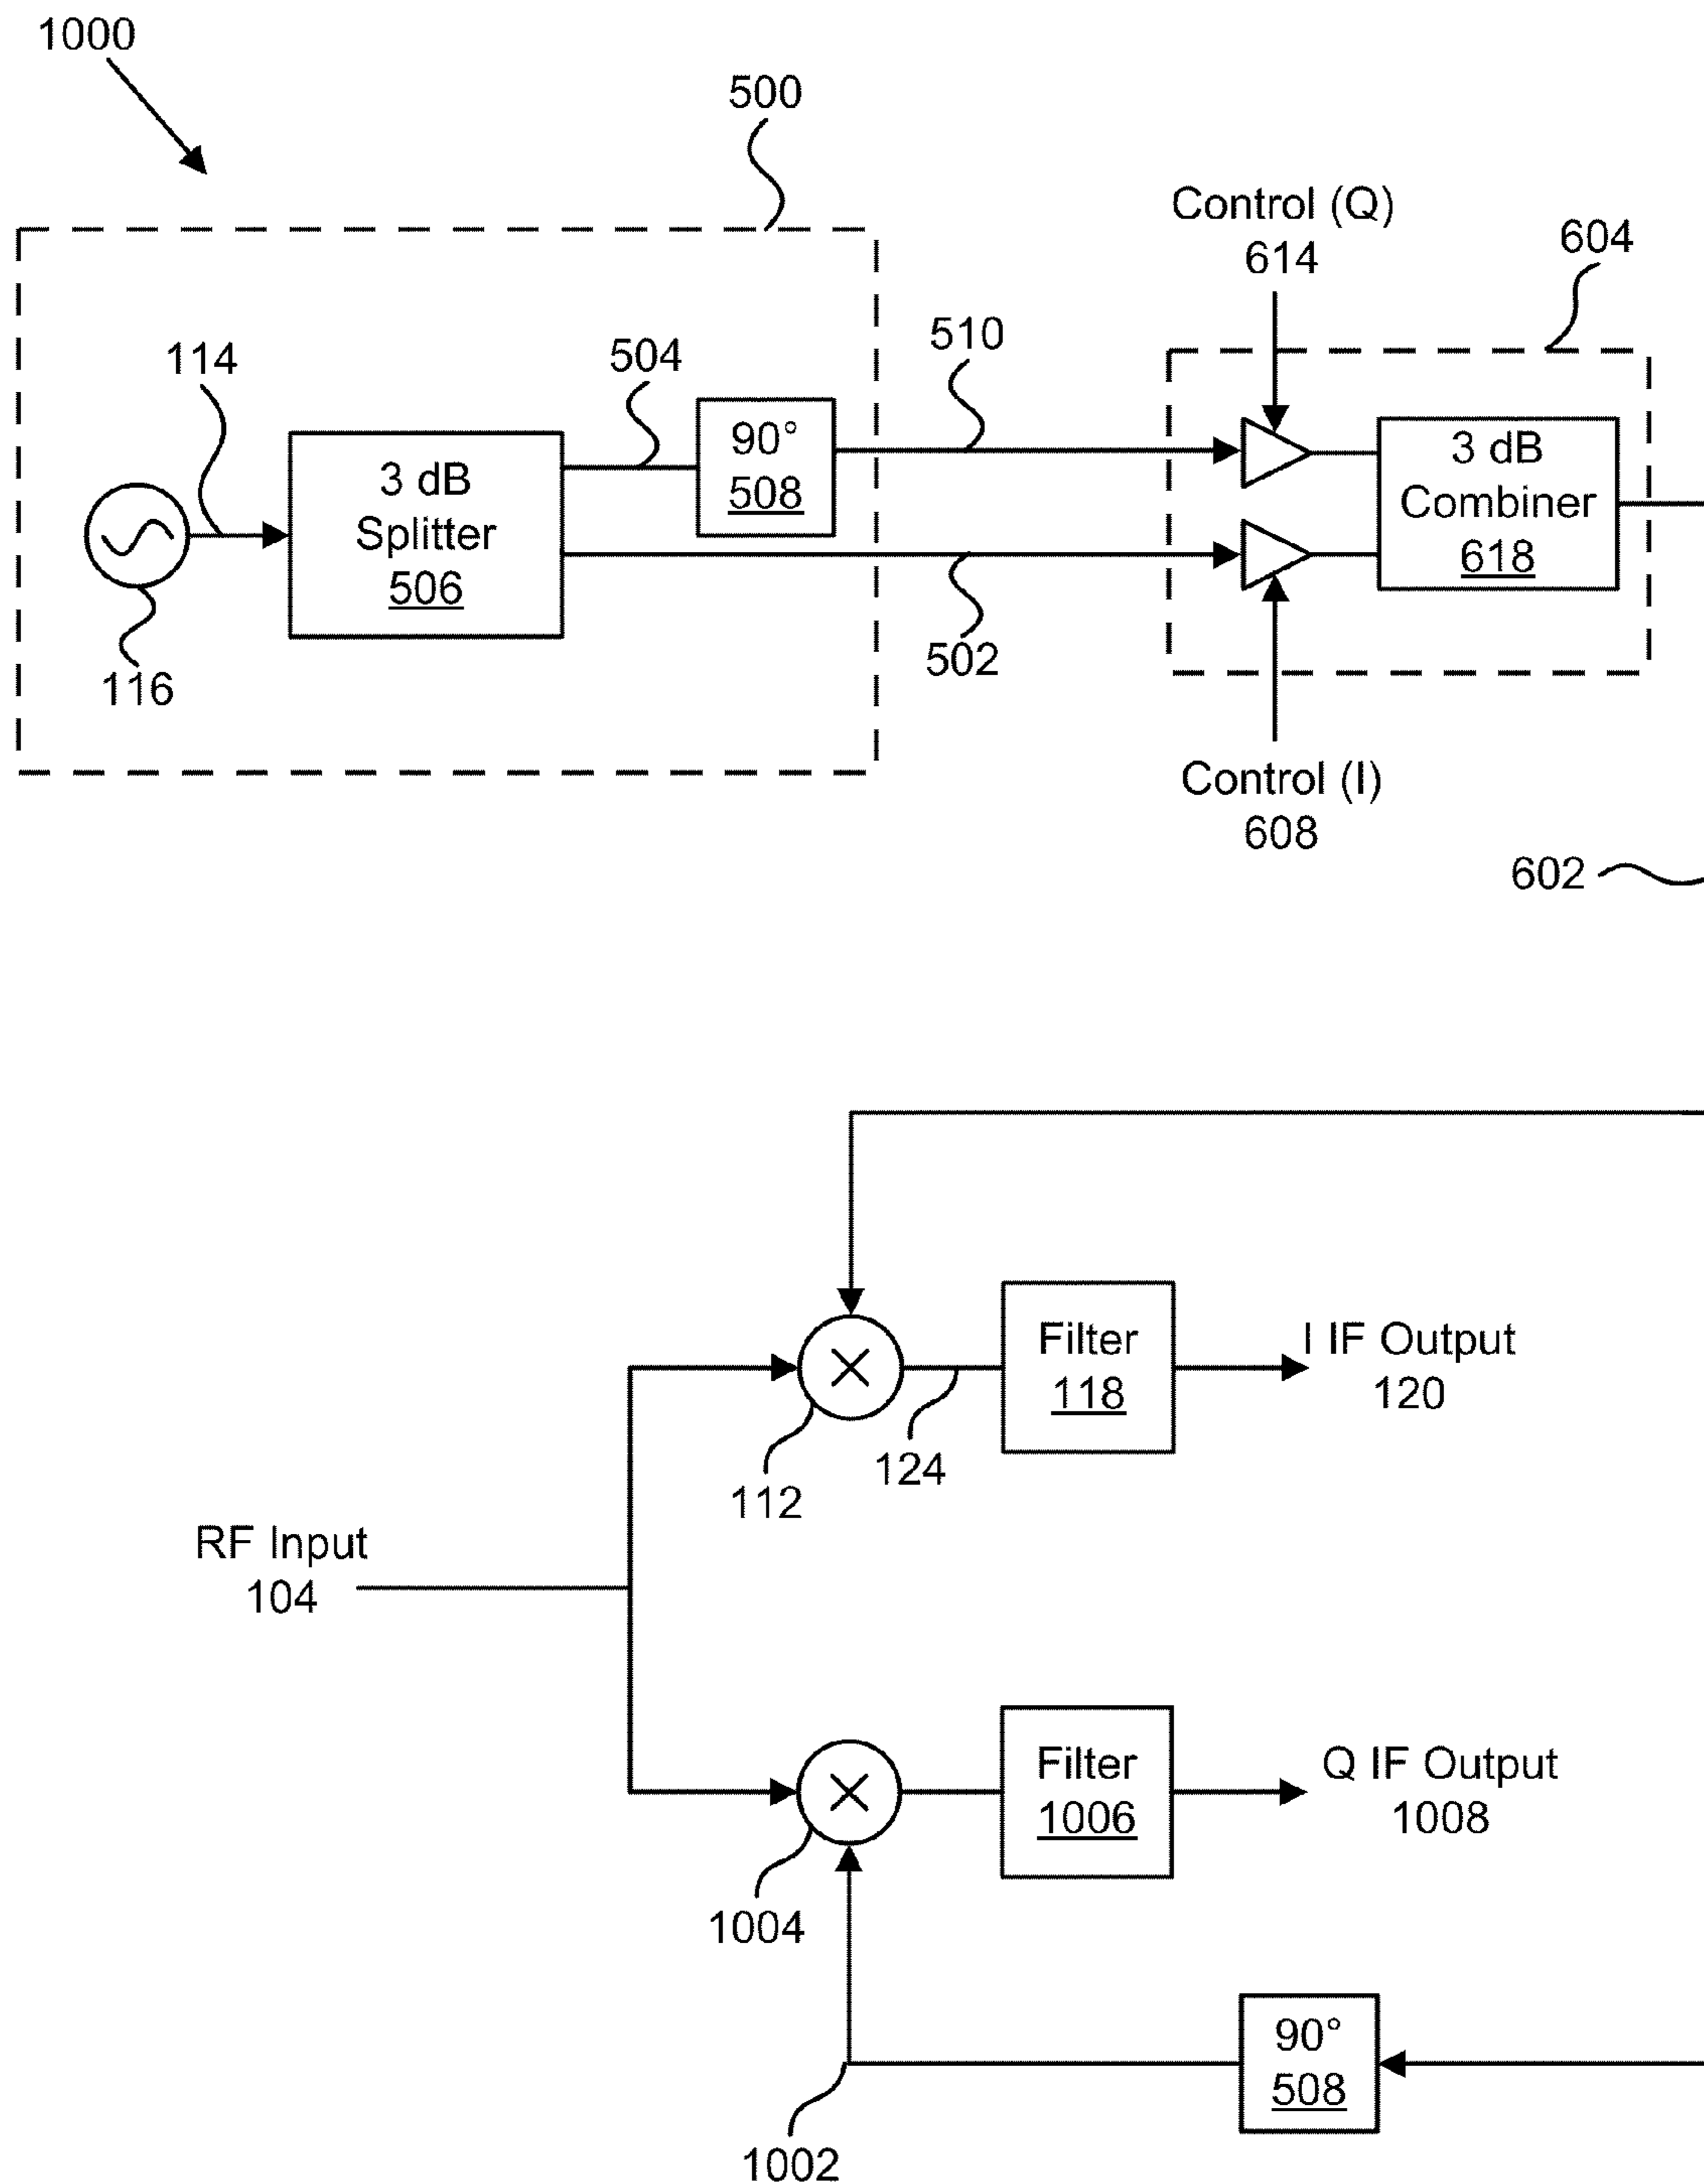 1000
500
Control (Q)
614
604
114
504
510
90°
508
3 dB
Splitter
506
3 dB
Combiner
618
502
116
Control (I)
608
602
Filter
118
I IF Output
120
124
112
RF Input
104
Filter
1006
Q IF Output
1008
1004
90°
508
1002